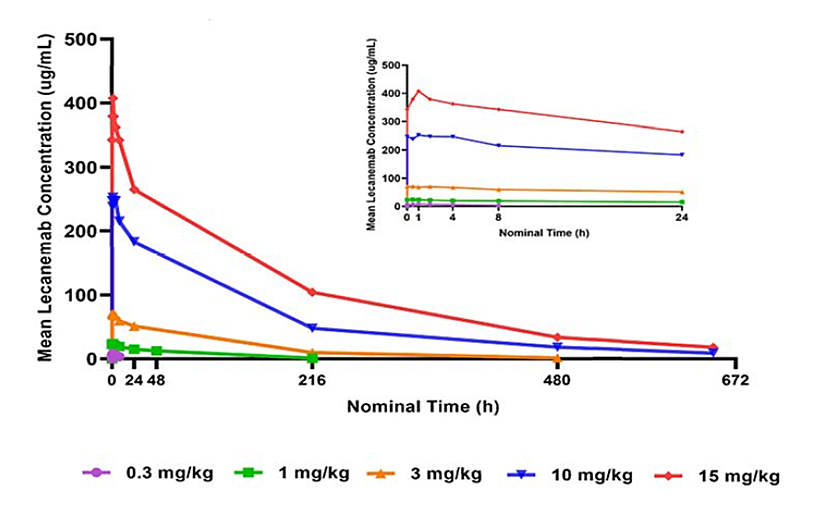 Mean Lecanemab Concentration (ug/mL)
500
400
300
200
100
0
0 24 48 216 480 672
Nominal Time (h)
Mean Lecanemab Concentration (ug/mL)
500
400
300
200
100
0
0 1 4 8 24
Nominal Time (h)
0.3 mg/kg 1 mg/kg 3 mg/kg 10 mg/kg 15 mg/kg